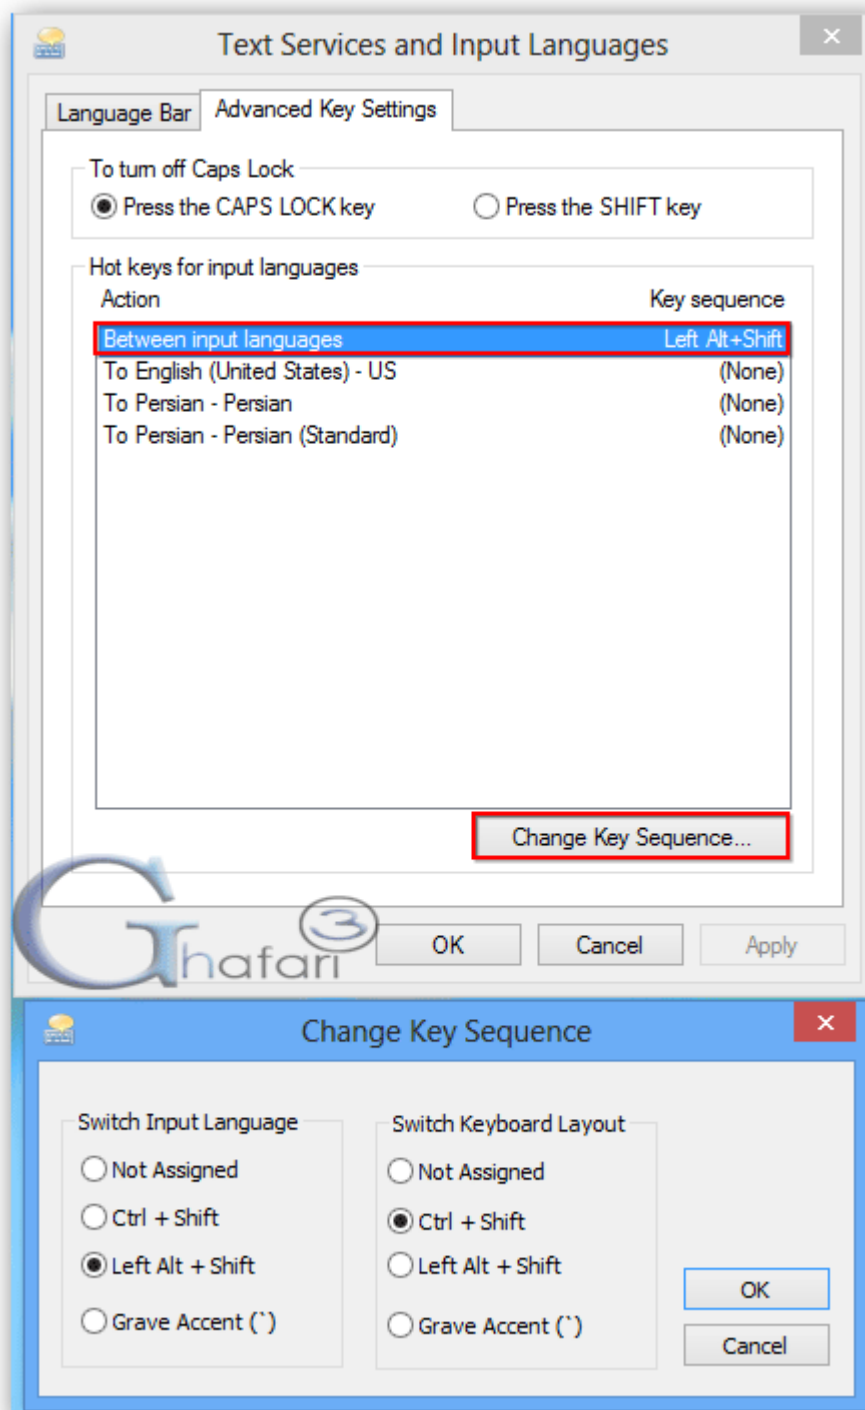 Text Services and Input Languages
Language Bar
Advanced Key Settings
To turn off Caps Lock
Press the CAPS LOCK key
Press the SHIFT key
Hot keys for input languages
Action Key sequence
Between input languages Left Alt+Shift
To English (United States) - US (None)
To Persian - Persian (None)
To Persian - Persian (Standard) (None)
Change Key Sequence...
Ghafari 3
OK Cancel Apply
Change Key Sequence
Switch Input Language
Not Assigned
Ctrl + Shift
Left Alt + Shift
Grave Accent (`)
Switch Keyboard Layout
Not Assigned
Ctrl + Shift
Left Alt + Shift
Grave Accent (`)
OK
Cancel